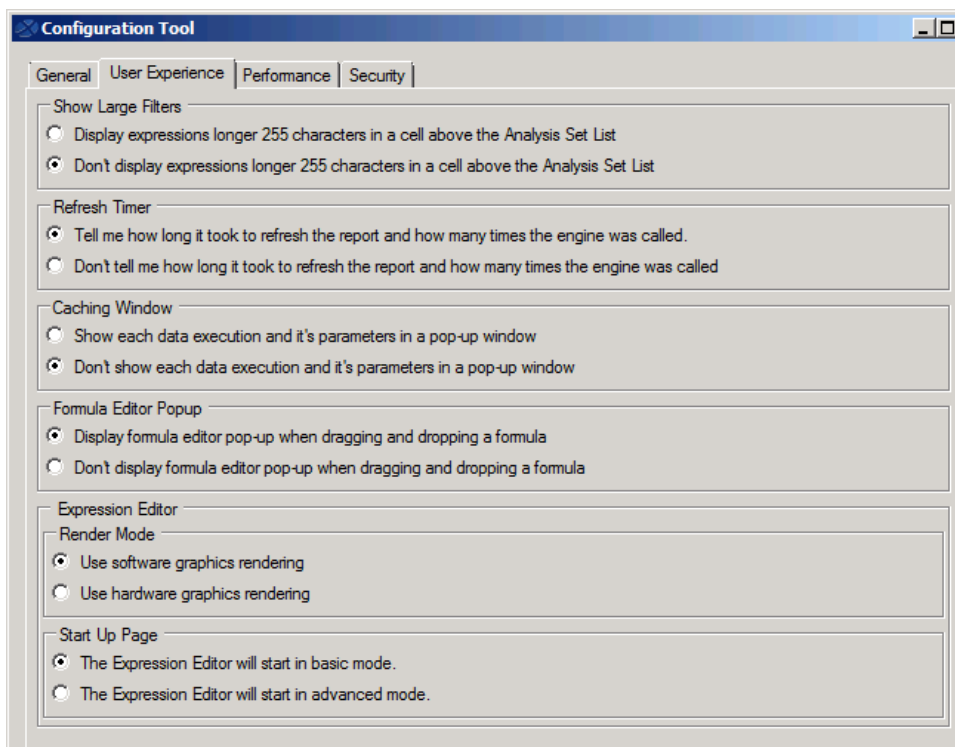 Configuration Tool
General User Experience Performance Security
Show Large Filters
Display expressions longer 255 characters in a cell above the Analysis Set List
Don't display expressions longer 255 characters in a cell above the Analysis Set List
Refresh Timer
Tell me how long it took to refresh the report and how many times the engine was called.
Don't tell me how long it took to refresh the report and how many times the engine was called
Caching Window
Show each data execution and it's parameters in a pop-up window
Don't show each data execution and it's parameters in a pop-up window
Formula Editor Popup
Display formula editor pop-up when dragging and dropping a formula
Don't display formula editor pop-up when dragging and dropping a formula
Expression Editor
Render Mode
Use software graphics rendering
Use hardware graphics rendering
Start Up Page
The Expression Editor will start in basic mode.
The Expression Editor will start in advanced mode.